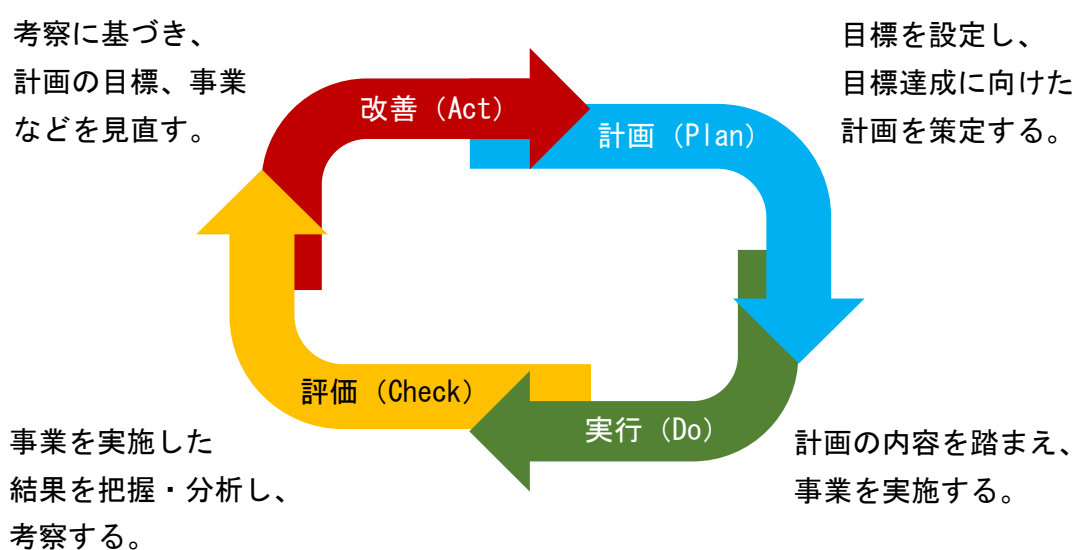 考察に基づき、
計画の目標、事業
などを見直す。
改善（Act）
計画（Plan）
目標を設定し、
目標達成に向けた
計画を策定する。
評価（Check）
実行（Do）
事業を実施した
結果を把握・分析し、
考察する。
計画の内容を踏まえ、
事業を実施する。